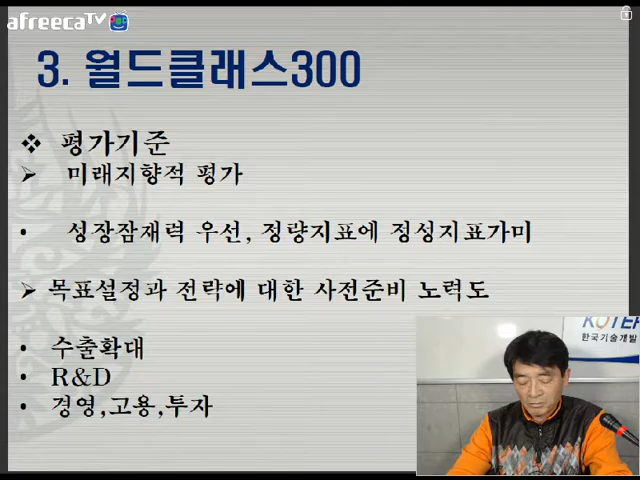 afreecaTV
3. 월드클래스300
❖ 평가기준
➢ 미래지향적 평가
• 성장잠재력 우선, 정량지표에 정성지표가미
➢ 목표설정과 전략에 대한 사전준비 노력도
• 수출확대
• R&D
• 경영,고용,투자
한국기술개발